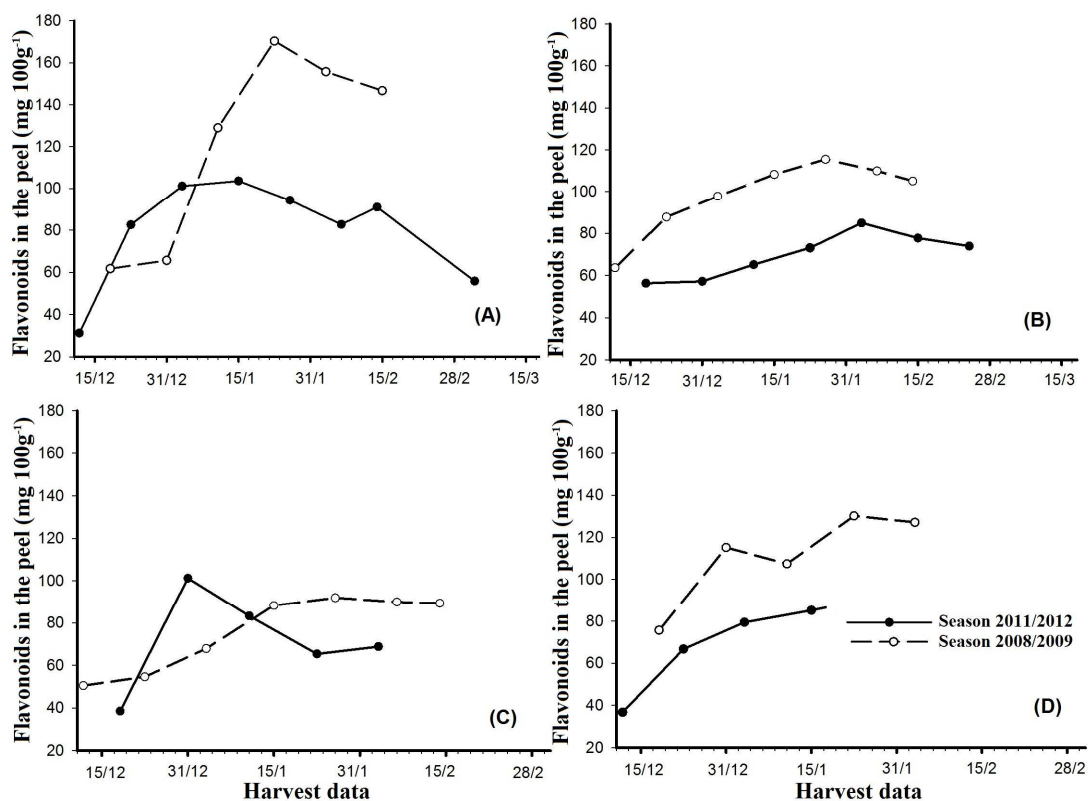 Flavonoids in the peel (mg 100g⁻¹)
180
160
140
120
100
80
60
40
20
(A)
15/12 31/12 15/1 31/1 15/2 28/2 15/3
Flavonoids in the peel (mg 100g⁻¹)
180
160
140
120
100
80
60
40
20
(B)
15/12 31/12 15/1 31/1 15/2 28/2 15/3
Flavonoids in the peel (mg 100g⁻¹)
180
160
140
120
100
80
60
40
20
(C)
15/12 31/12 15/1 31/1 15/2 28/2
Harvest data
Flavonoids in the peel (mg 100g⁻¹)
180
160
140
120
100
80
60
40
20
Season 2011/2012
Season 2008/2009
(D)
15/12 31/12 15/1 31/1 15/2 28/2
Harvest data